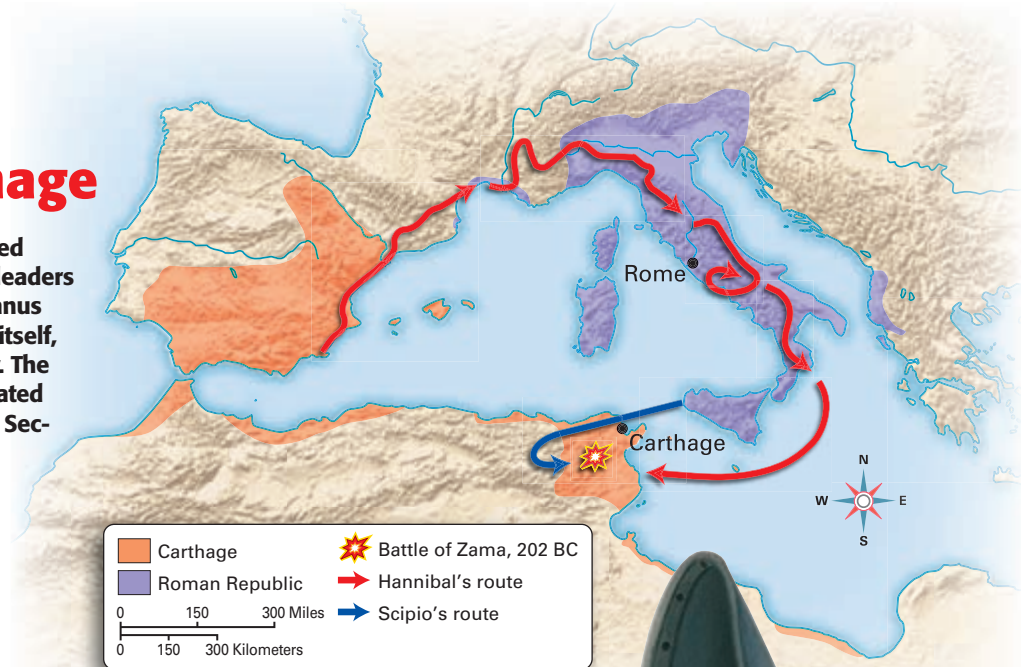 hage
ed
leaders
nus
itself,
. The
ated
Sec-
Rome
Carthage
N
W
E
S
Carthage
Roman Republic
0 150 300 Miles
0 150 300 Kilometers
Battle of Zama, 202 BC
Hannibal's route
Scipio's route